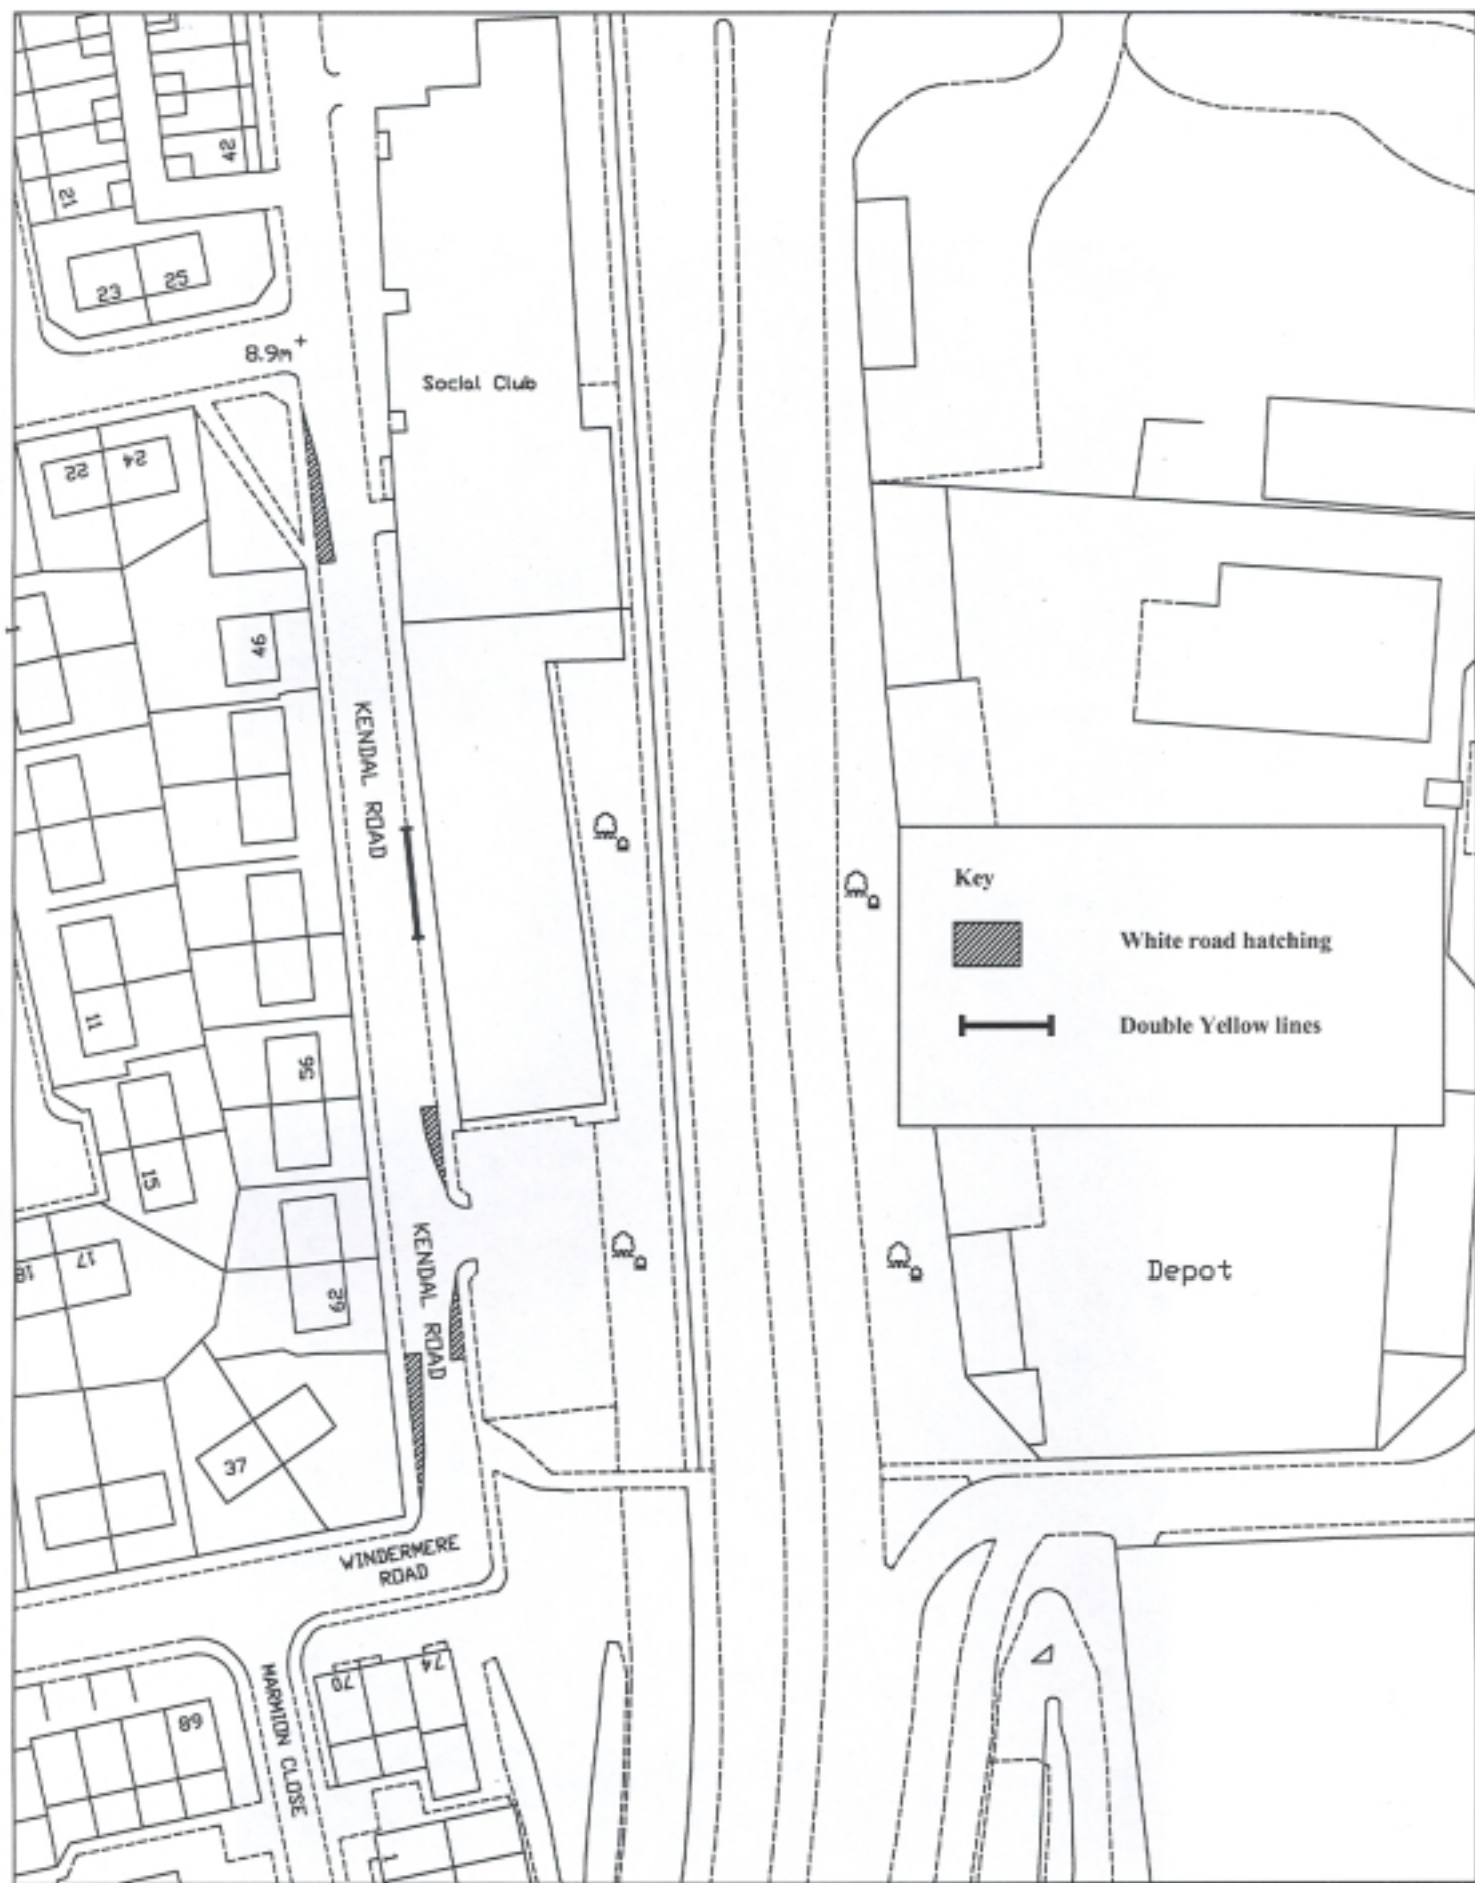 42
21
23
25
8.9m
Social Club
22
24
46
KENDAL ROAD
11
56
15
17
18
62
KENDAL ROAD
37
WINDERMERE
ROAD
MARMION CLOSE
70
74
68
Key
White road hatching
Double Yellow lines
Depot